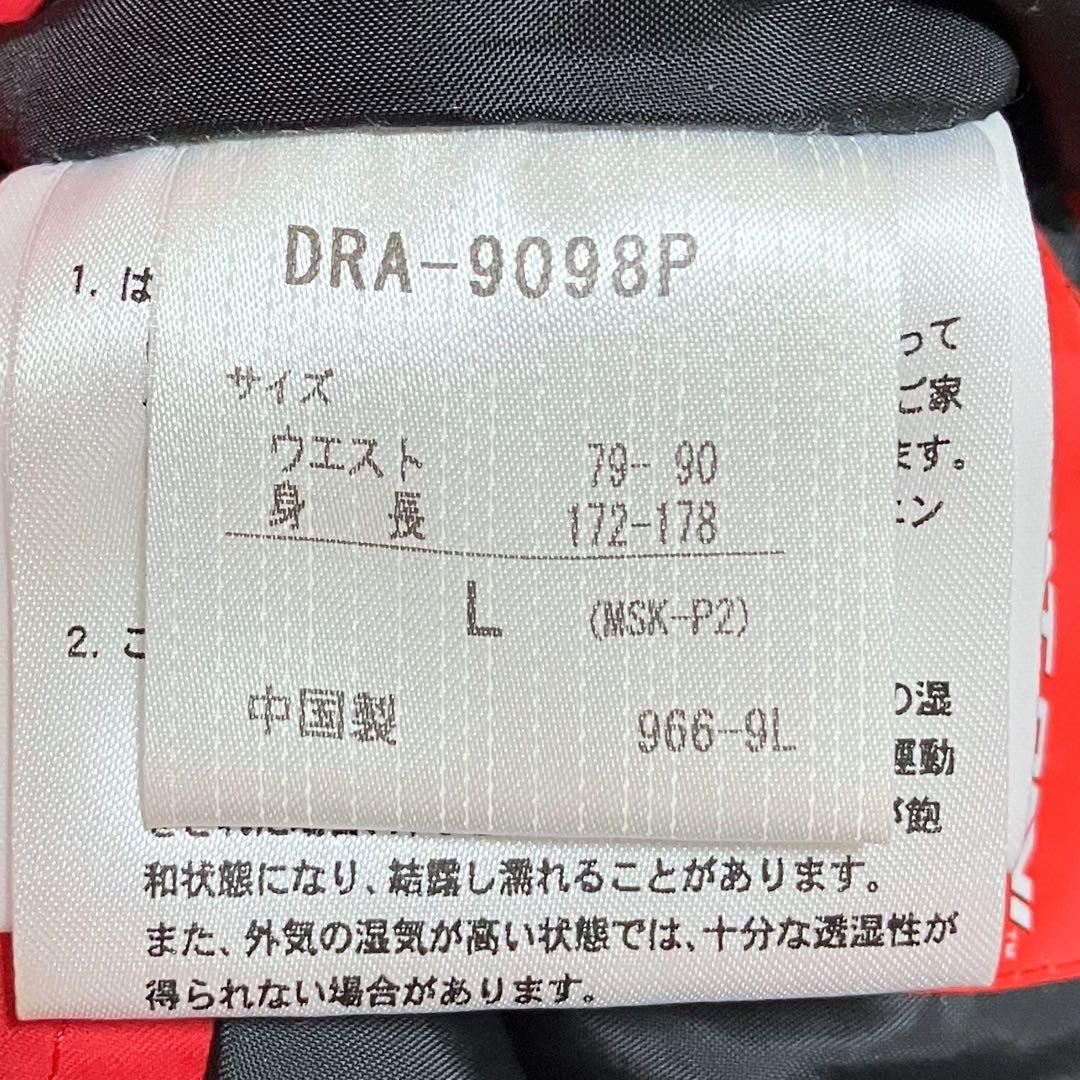 DRA-9098P
サイズ
ウエスト 79- 90
身 長 172-178
L (MSK-P2)
中国製 966-9L
1. は
って
ご家
ます。
2. こ
の湿
運動
が飽
和状態になり、結露し濡れることがあります。
また、外気の湿気が高い状態では、十分な透湿性が
得られない場合があります。